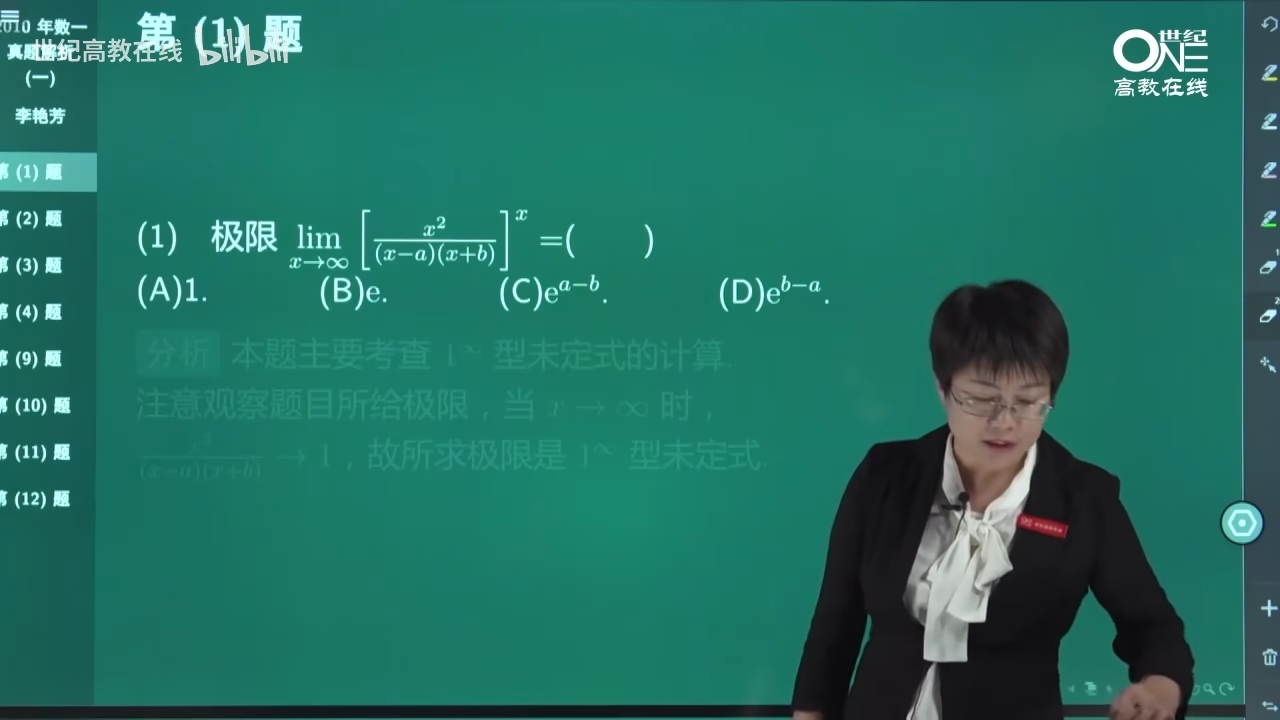 2010 年数一
真题解析
(一)
李艳芳
第 (1) 题
第 (2) 题
第 (3) 题
第 (4) 题
第 (9) 题
第 (10) 题
第 (11) 题
第 (12) 题
第 (1) 题
世纪高教在线 bilibili
世纪
ONE
高教在线
(1) 极限 lim_{x→∞} [x²/((x−a)(x+b))]^x =( )
(A)1. (B)e. (C)e^{a−b}. (D)e^{b−a}.
分析 本题主要考查 1^∞ 型未定式的计算.
注意观察题目所给极限，当 x → ∞ 时，
x²/((x−a)(x+b)) → 1，故所求极限是 1^∞ 型未定式.